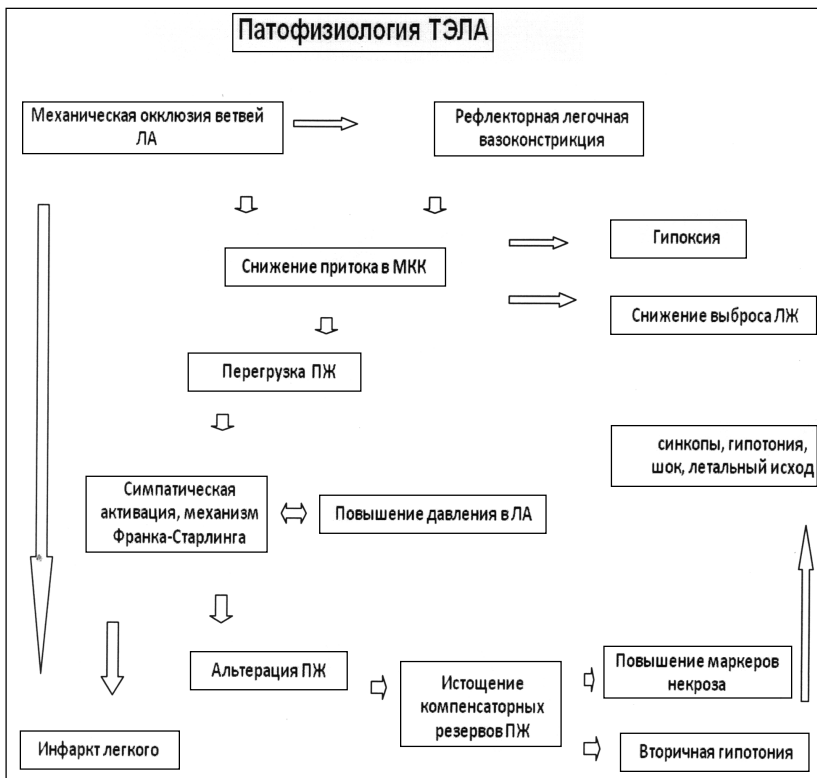 Патофизиология ТЭЛА
Механическая окклюзия ветвей
ЛА
Рефлекторная легочная
вазоконстрикция
Гипоксия
Снижение притока в МКК
Снижение выброса ЛЖ
Перегрузка ПЖ
синкопы, гипотония,
шок, летальный исход
Симпатическая
активация, механизм
Франка-Старлинга
Повышение давления в ЛА
Альтерация ПЖ
Истощение
компенсаторных
резервов ПЖ
Повышение маркеров
некроза
Инфаркт легкого
Вторичная гипотония